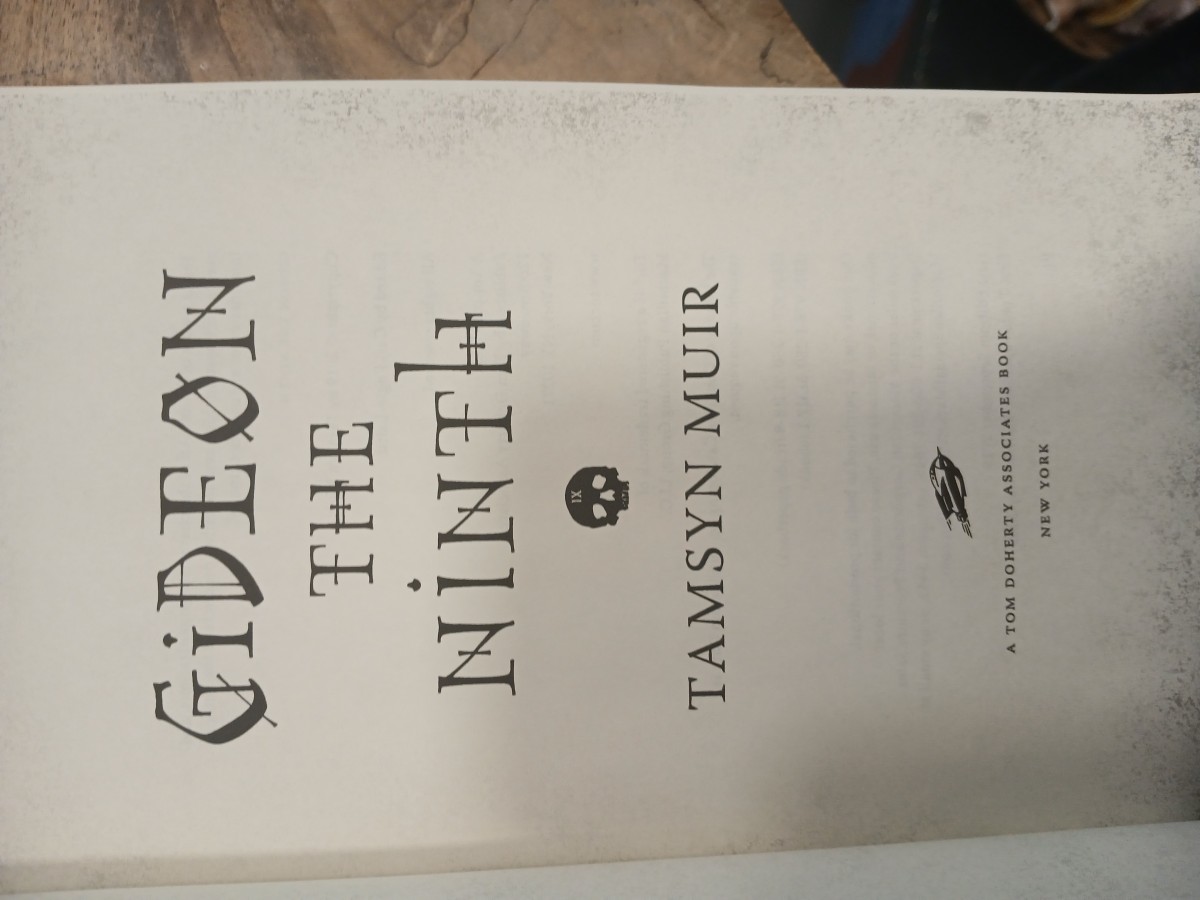 GiDEON
THE
NiNTH
IX
TAMSYN MUIR
A TOM DOHERTY ASSOCIATES BOOK
NEW YORK